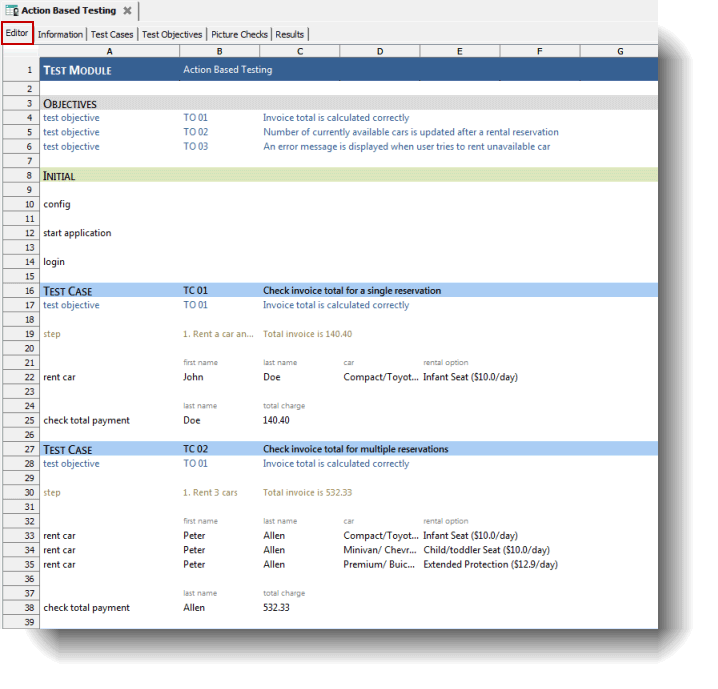 Action Based Testing
Editor Information Test Cases Test Objectives Picture Checks Results
A B C D E F G
1 TEST MODULE Action Based Testing
2
3 OBJECTIVES
4 test objective TO 01 Invoice total is calculated correctly
5 test objective TO 02 Number of currently available cars is updated after a rental reservation
6 test objective TO 03 An error message is displayed when user tries to rent unavailable car
7
8 INITIAL
9
10 config
11
12 start application
13
14 login
15
16 TEST CASE TC 01 Check invoice total for a single reservation
17 test objective TO 01 Invoice total is calculated correctly
18
19 step 1. Rent a car an... Total invoice is 140.40
20
21 first name last name car rental option
22 rent car John Doe Compact/Toyot... Infant Seat ($10.0/day)
23
24 last name total charge
25 check total payment Doe 140.40
26
27 TEST CASE TC 02 Check invoice total for multiple reservations
28 test objective TO 01 Invoice total is calculated correctly
29
30 step 1. Rent 3 cars Total invoice is 532.33
31
32 first name last name car rental option
33 rent car Peter Allen Compact/Toyot... Infant Seat ($10.0/day)
34 rent car Peter Allen Minivan/ Chevr... Child/toddler Seat ($10.0/day)
35 rent car Peter Allen Premium/ Buic... Extended Protection ($12.9/day)
36
37 last name total charge
38 check total payment Allen 532.33
39